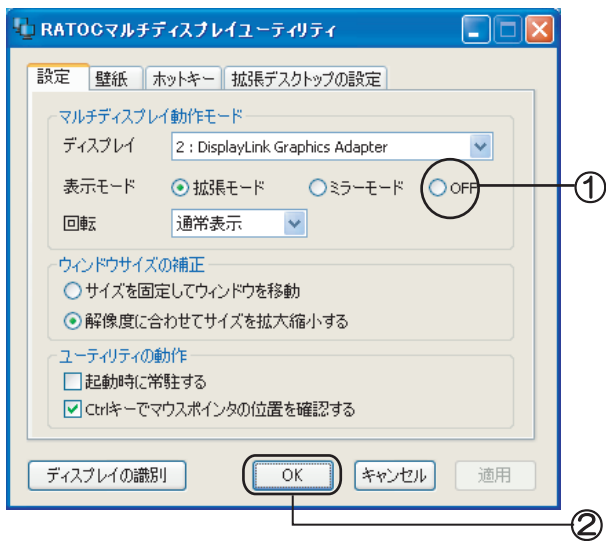 RATOCマルチディスプレイユーティリティ
設定 壁紙 ホットキー 拡張デスクトップの設定
マルチディスプレイ動作モード
ディスプレイ 2 : DisplayLink Graphics Adapter
表示モード 拡張モード ミラーモード OFF ①
回転 通常表示
ウィンドウサイズの補正
サイズを固定してウィンドウを移動
解像度に合わせてサイズを拡大縮小する
ユーティリティの動作
起動時に常駐する
Ctrlキーでマウスポインタの位置を確認する
ディスプレイの識別 OK キャンセル 適用
②